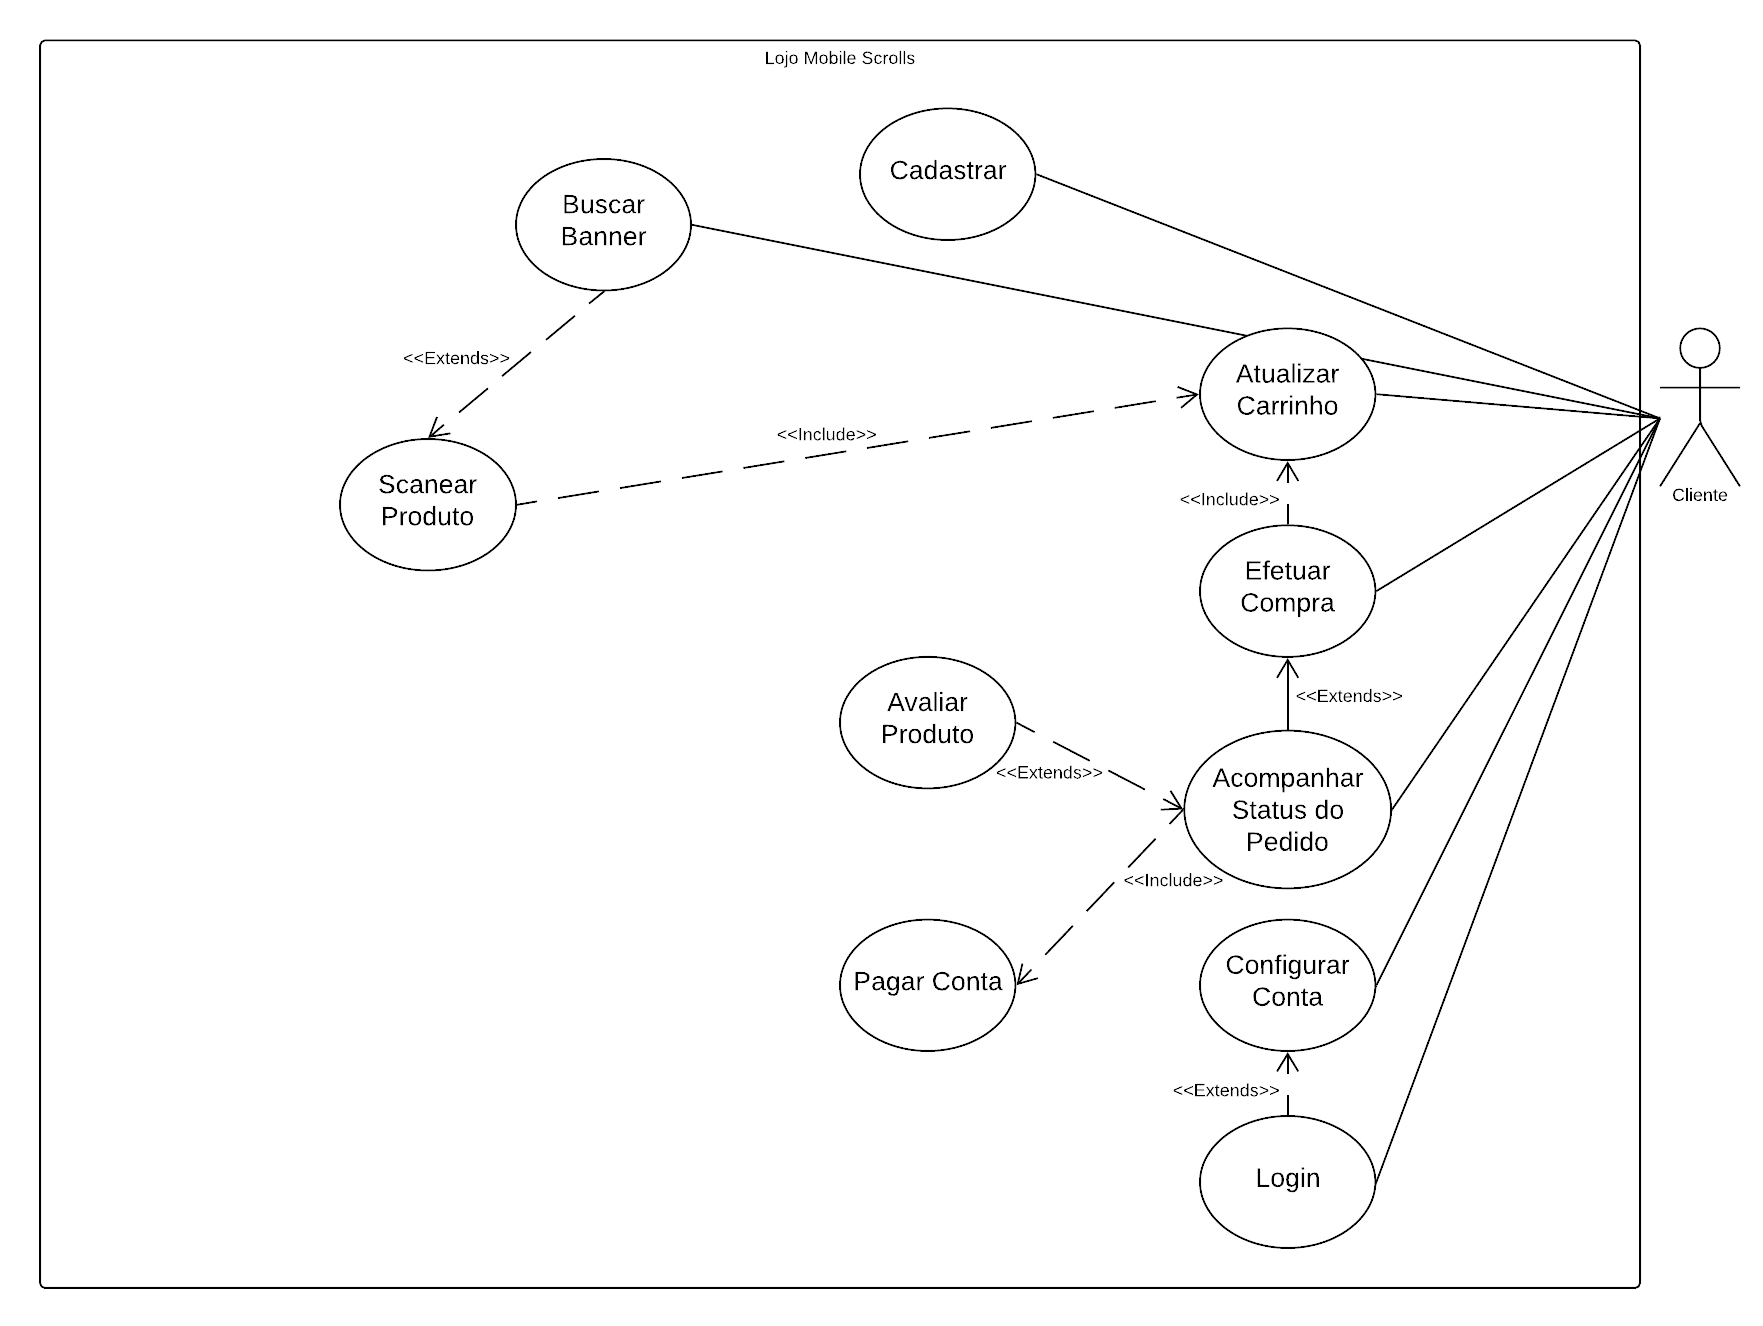 Lojo Mobile Scrolls
Cadastrar
Buscar
Banner
<<Extends>>
Atualizar
Carrinho
<<Include>>
Scanear
Produto
<<Include>>
Cliente
Efetuar
Compra
<<Extends>>
Avaliar
Produto
<<Extends>>
Acompanhar
Status do
Pedido
<<Include>>
Pagar Conta
Configurar
Conta
<<Extends>>
Login